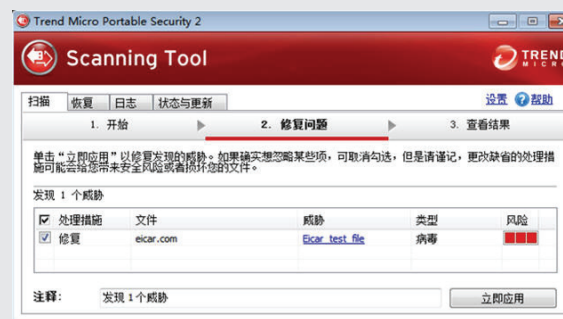 Trend Micro Portable Security 2
Scanning Tool
TREND
MICRO
扫描 恢复 日志 状态与更新 设置 帮助
1. 开始 2. 修复问题 3. 查看结果
单击“立即应用”以修复发现的威胁。如果确实想忽略某些项，可取消勾选，但是请谨记，更改缺省的处理措
施可能会给您带来安全风险或者损坏您的文件。
发现 1 个威胁
处理措施 文件 威胁 类型 风险
修复 eicar.com Eicar_test_file 病毒
注释: 发现 1个威胁 立即应用